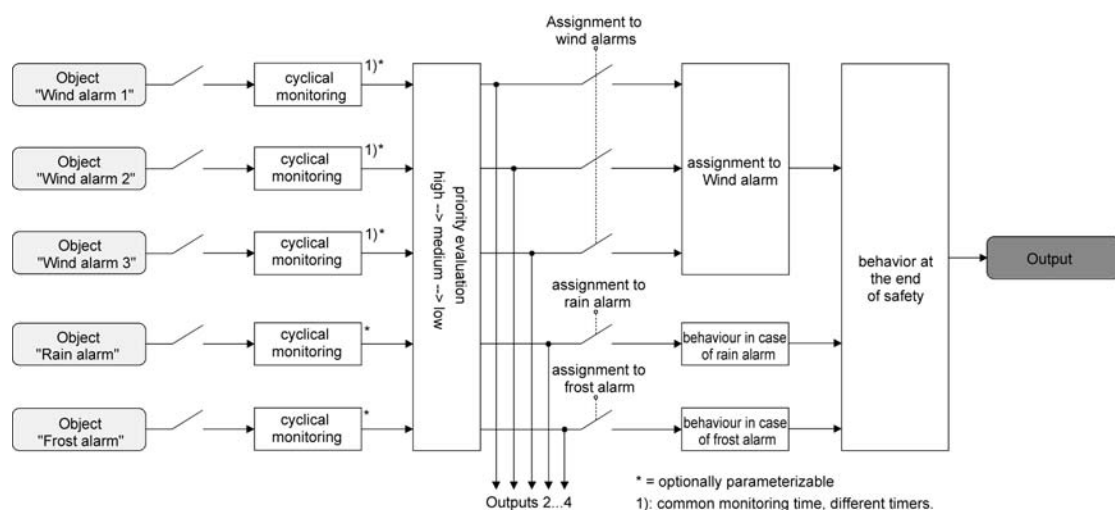 Assignment to
wind alarms
Object
"Wind alarm 1"
cyclical
monitoring
1)*
Object
"Wind alarm 2"
cyclical
monitoring
1)*
Object
"Wind alarm 3"
cyclical
monitoring
1)*
Object
"Rain alarm"
cyclical
monitoring
*
Object
"Frost alarm"
cyclical
monitoring
*
priority evaluation
high --> medium --> low
assignment to
Wind alarm
assignment to
rain alarm
behaviour in case
of rain alarm
assignment to
frost alarm
behaviour in case
of frost alarm
behavior at
the end
of safety
Output
Outputs 2...4
* = optionally parameterizable
1): common monitoring time, different timers.